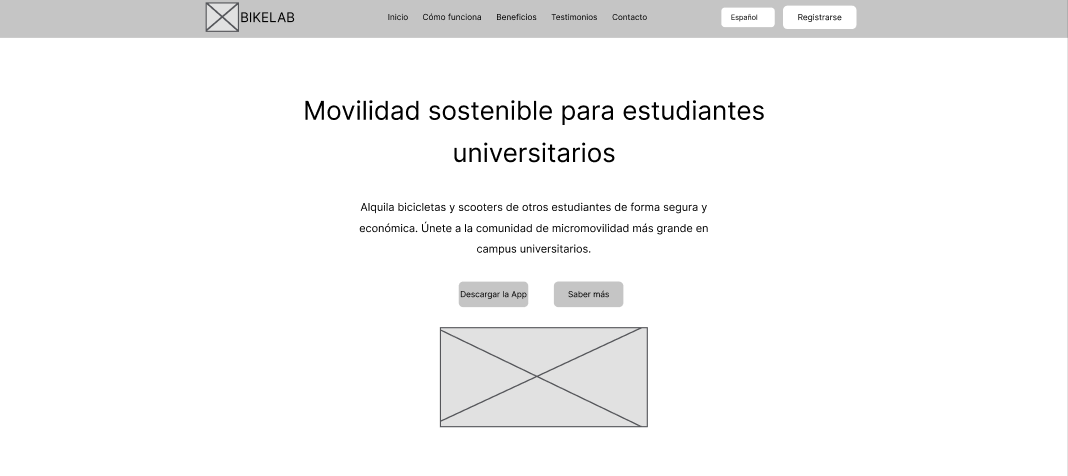 BIKELAB
Inicio Cómo funciona Beneficios Testimonios Contacto
Español
Registrarse
Movilidad sostenible para estudiantes
universitarios
Alquila bicicletas y scooters de otros estudiantes de forma segura y
económica. Únete a la comunidad de micromovilidad más grande en
campus universitarios.
Descargar la App
Saber más